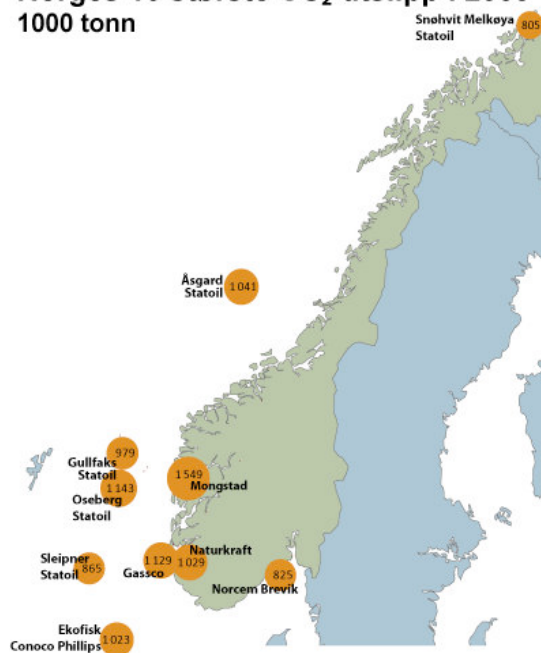 1000 tonn
Snøhvit Melkøya
Statoil
805
Åsgard
Statoil
1 041
979
Gullfaks
Statoil
1 143
Oseberg
Statoil
1 549
Mongstad
Sleipner
Statoil
865
1 129
Gassco
Naturkraft
1 029
825
Norcem Brevik
Ekofisk
Conoco Phillips
1 023